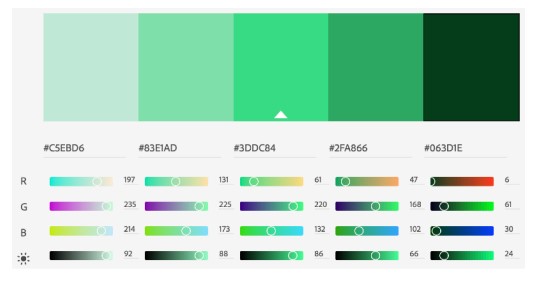 #C5EBD6 #83E1AD #3DDC84 #2FA866 #063D1E
R 197 131 61 47 6
G 235 225 220 168 61
B 214 173 132 102 30
92 88 86 66 24